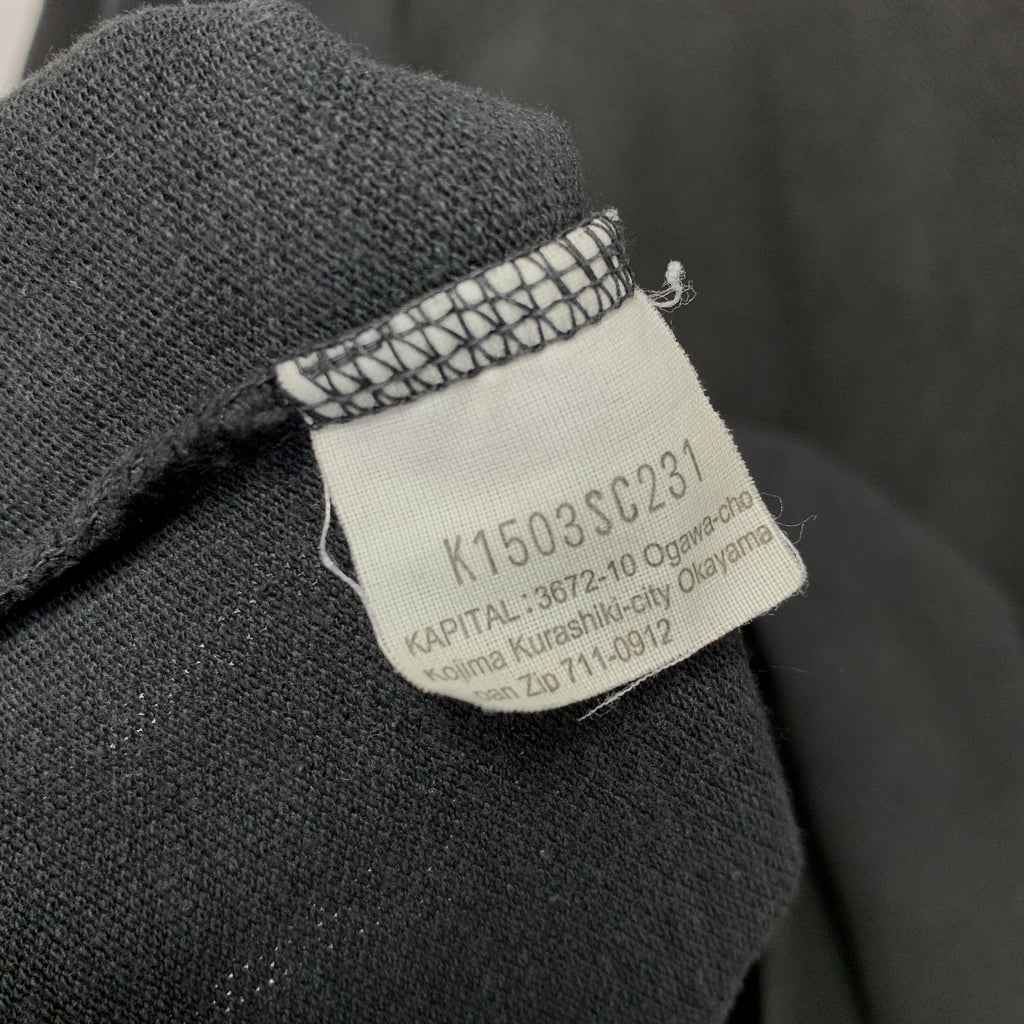 K1503SC231
KAPITAL:3672-10 Ogawa-cho
Kojima Kurashiki-city Okayama
pan Zip 711-0912